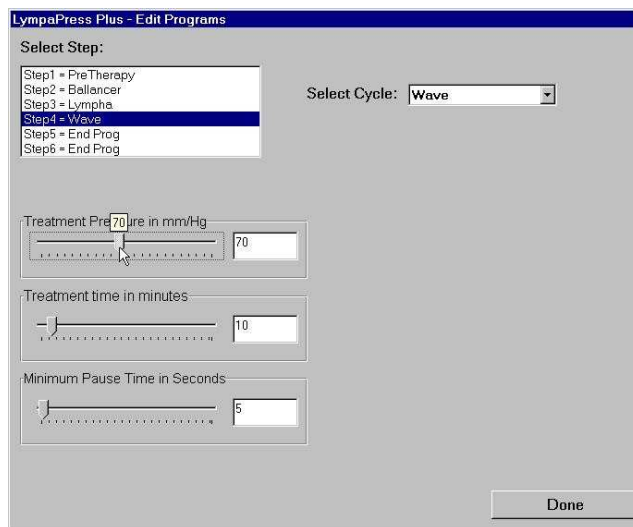 LympaPress Plus - Edit Programs
Select Step:
Step1 = PreTherapy
Step2 = Ballancer
Step3 = Lympha
Step4 = Wave
Step5 = End Prog
Step6 = End Prog
Select Cycle: Wave
Treatment Pre 70 ure in mm/Hg
70
Treatment time in minutes
10
Minimum Pause Time in Seconds
5
Done